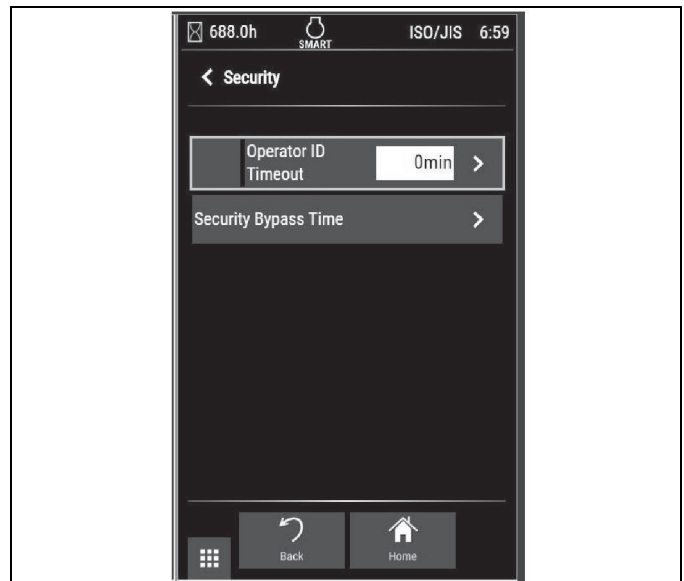 688.0h
SMART
ISO/JIS 6:59
Security
Operator ID
Timeout
0min
Security Bypass Time
Back
Home